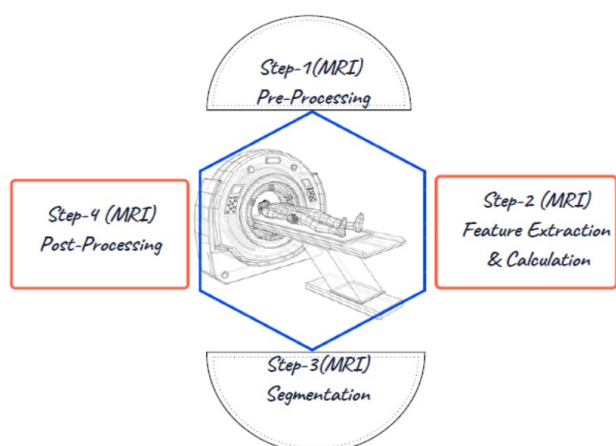 Step-1(MRI)
Pre-Processing
Step-2 (MRI)
Feature Extraction
& Calculation
Step-3(MRI)
Segmentation
Step-4 (MRI)
Post-Processing